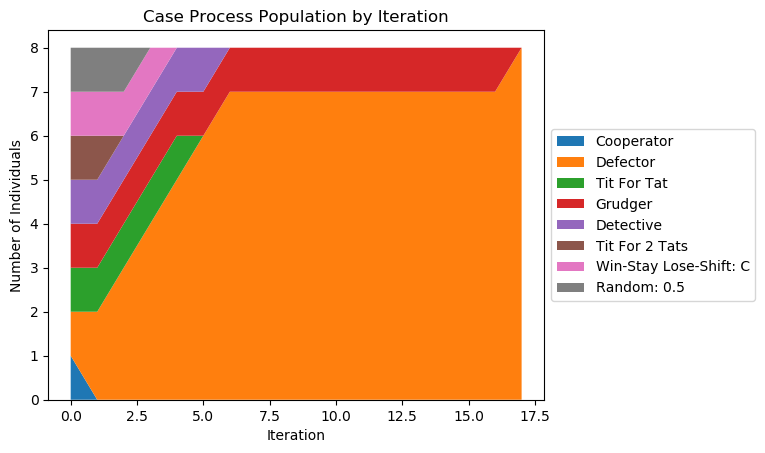 Case Process Population by Iteration
Number of Individuals
8
7
6
5
4
3
2
1
0
0.0 2.5 5.0 7.5 10.0 12.5 15.0 17.5
Iteration
Cooperator
Defector
Tit For Tat
Grudger
Detective
Tit For 2 Tats
Win-Stay Lose-Shift: C
Random: 0.5